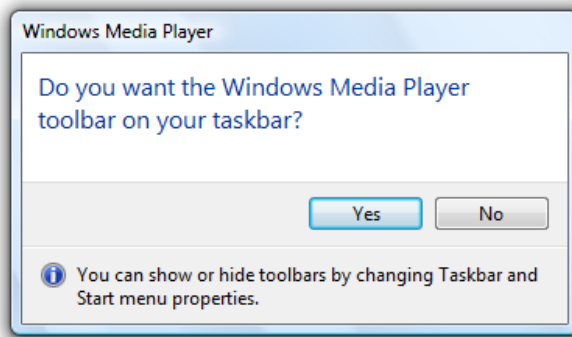 Windows Media Player
Do you want the Windows Media Player
toolbar on your taskbar?
Yes
No
You can show or hide toolbars by changing Taskbar and
Start menu properties.